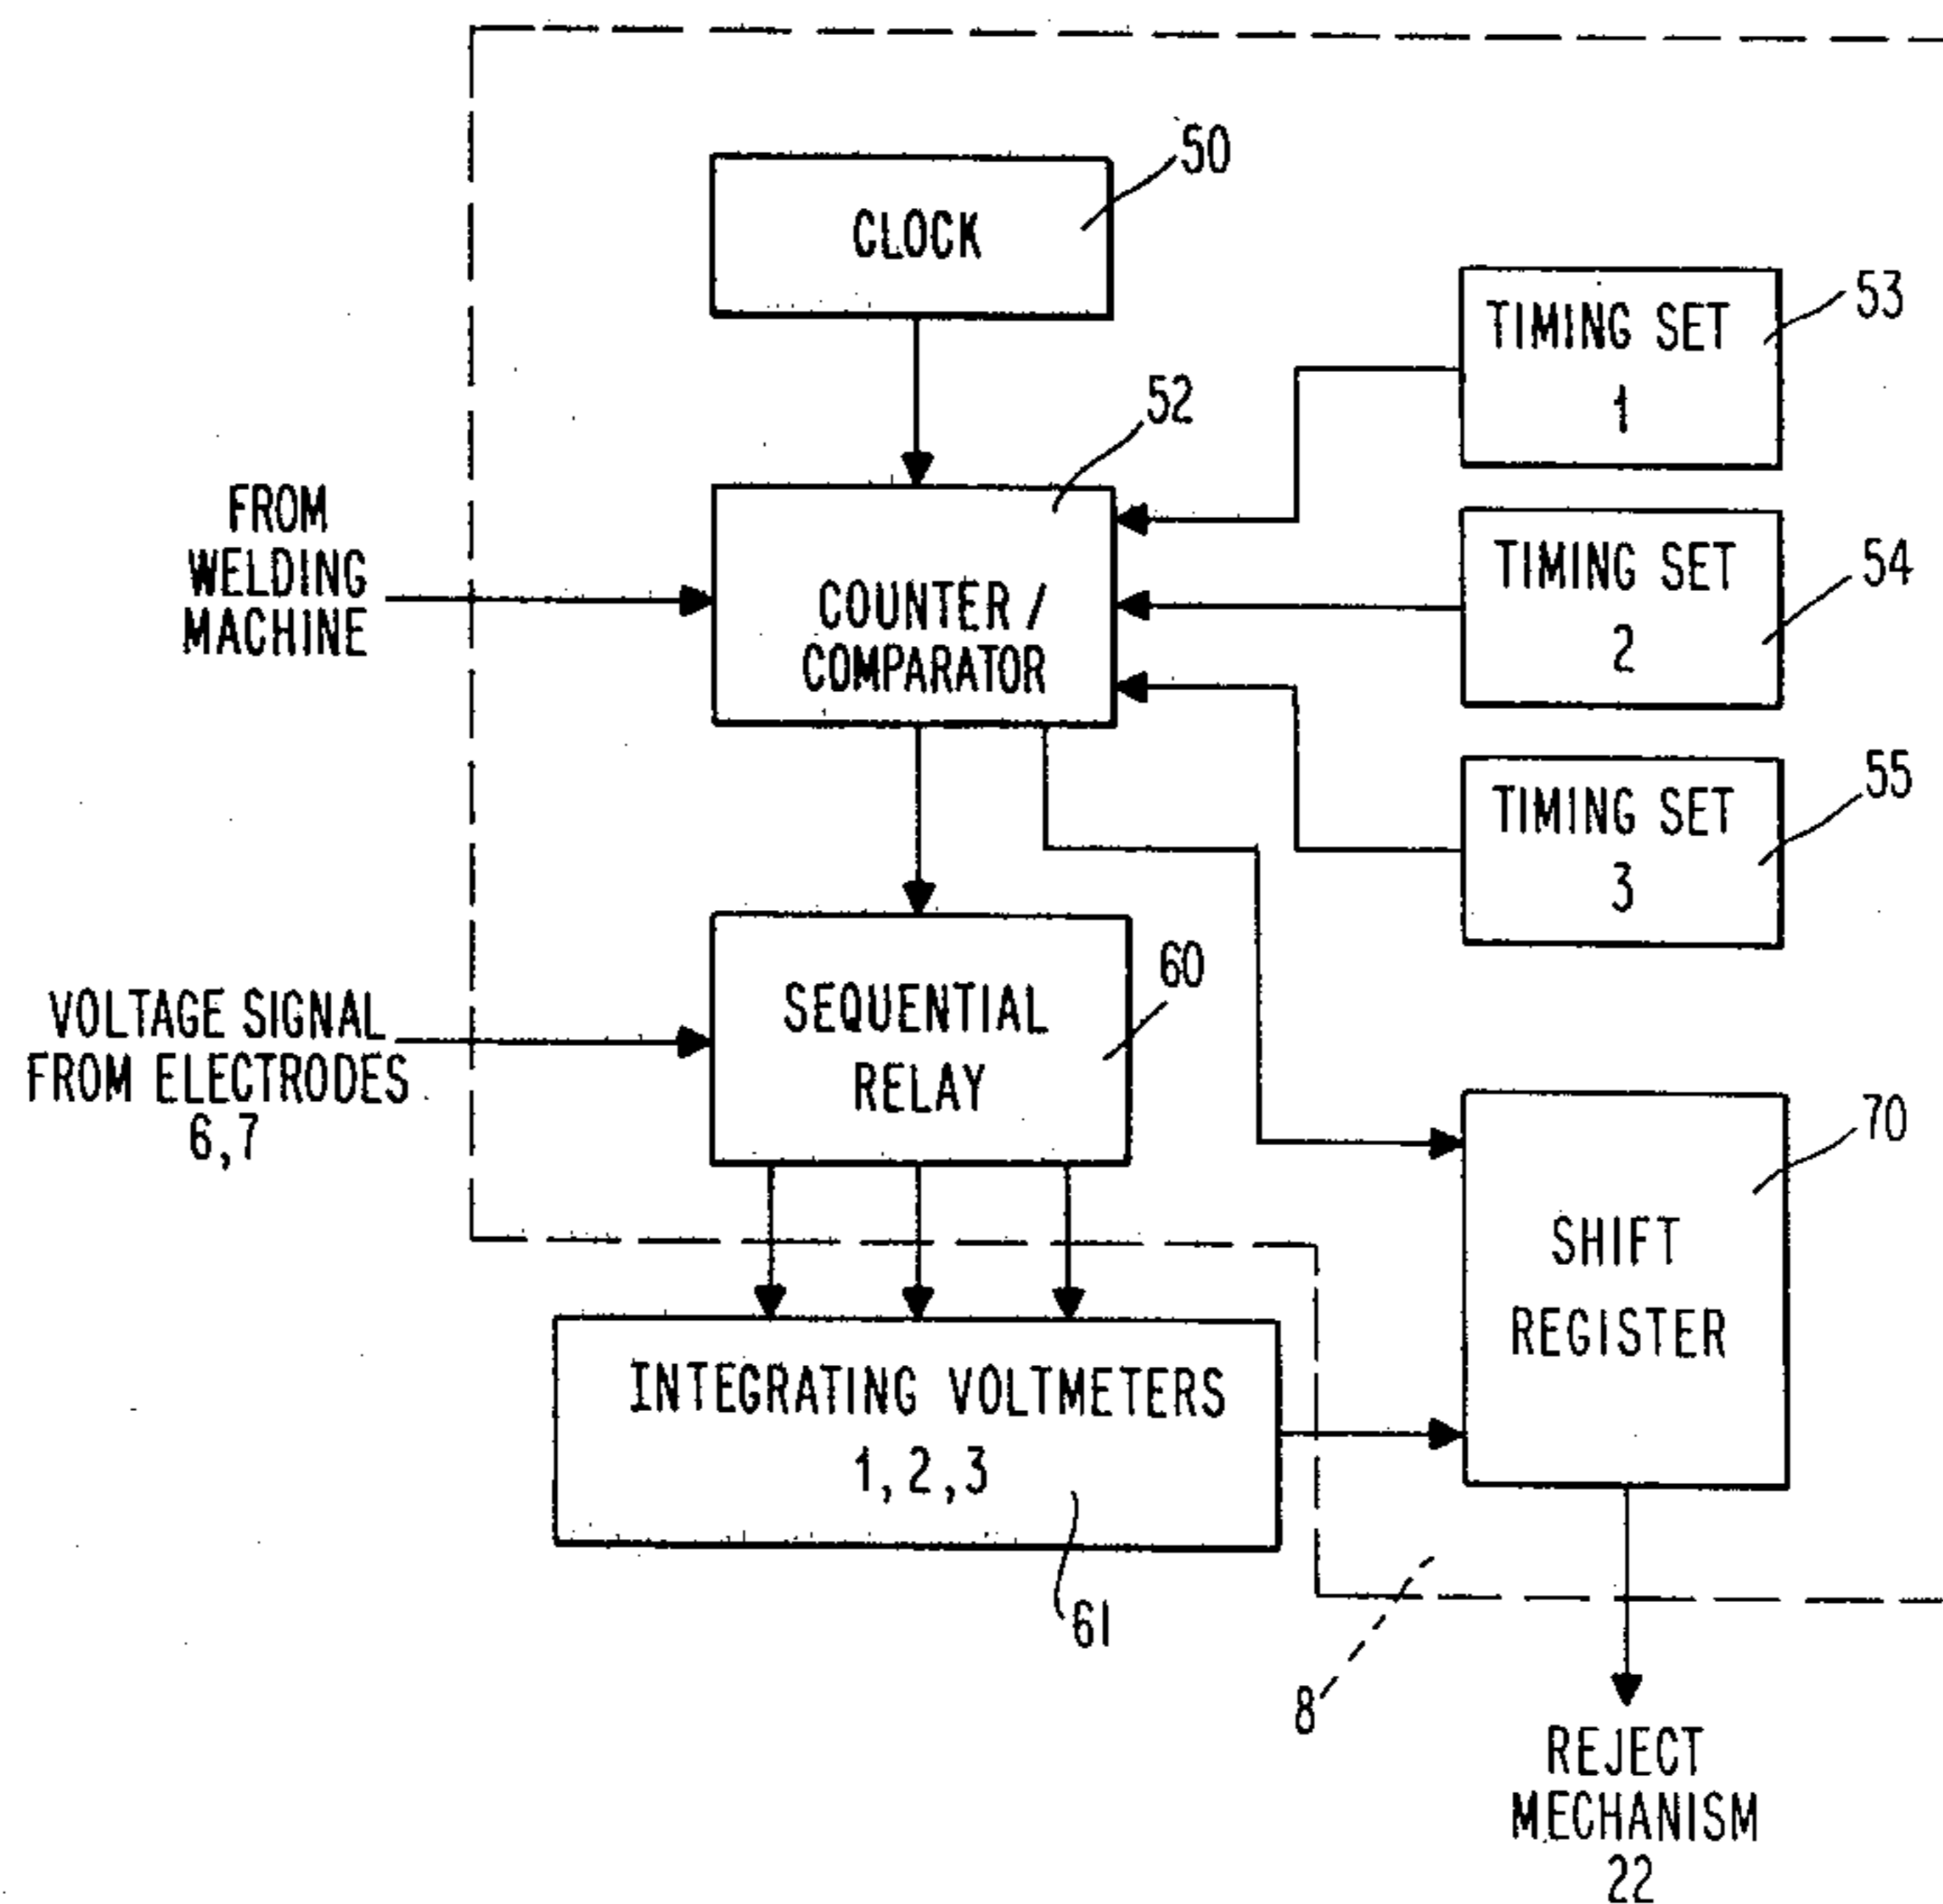 50
CLOCK
53
TIMING SET
1
52
FROM
WELDING
MACHINE
COUNTER /
COMPARATOR
54
TIMING SET
2
55
TIMING SET
3
60
SEQUENTIAL
RELAY
VOLTAGE SIGNAL
FROM ELECTRODES
6,7
70
SHIFT
REGISTER
INTEGRATING VOLTMETERS
1, 2, 3
61
8
REJECT
MECHANISM
22